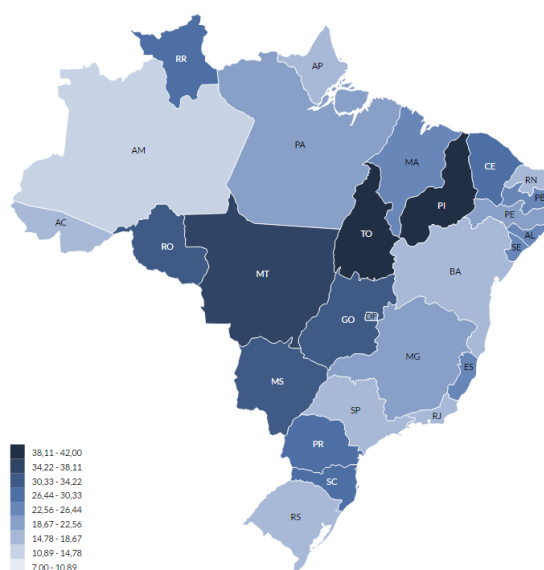 RR
AP
AM
PA
MA
CE
RN
PB
PI
PE
AC
TO
AL
SE
RO
BA
MT
GO
DF
MG
ES
MS
SP
RJ
PR
SC
RS
38,11 - 42,00
34,22 - 38,11
30,33 - 34,22
26,44 - 30,33
22,56 - 26,44
18,67 - 22,56
14,78 - 18,67
10,89 - 14,78
7,00 - 10,89